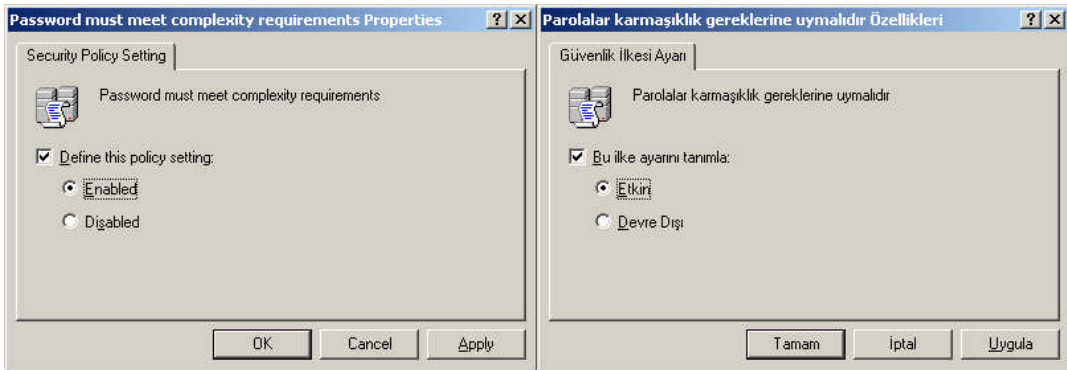 Password must meet complexity requirements Properties
Security Policy Setting
Password must meet complexity requirements
Define this policy setting:
Enabled
Disabled
OK Cancel Apply
Parolalar karmaşıklık gereklerine uymalıdır Özellikleri
Güvenlik İlkesi Ayarı
Parolalar karmaşıklık gereklerine uymalıdır
Bu ilke ayarını tanımla:
Etkin
Devre Dışı
Tamam İptal Uygula